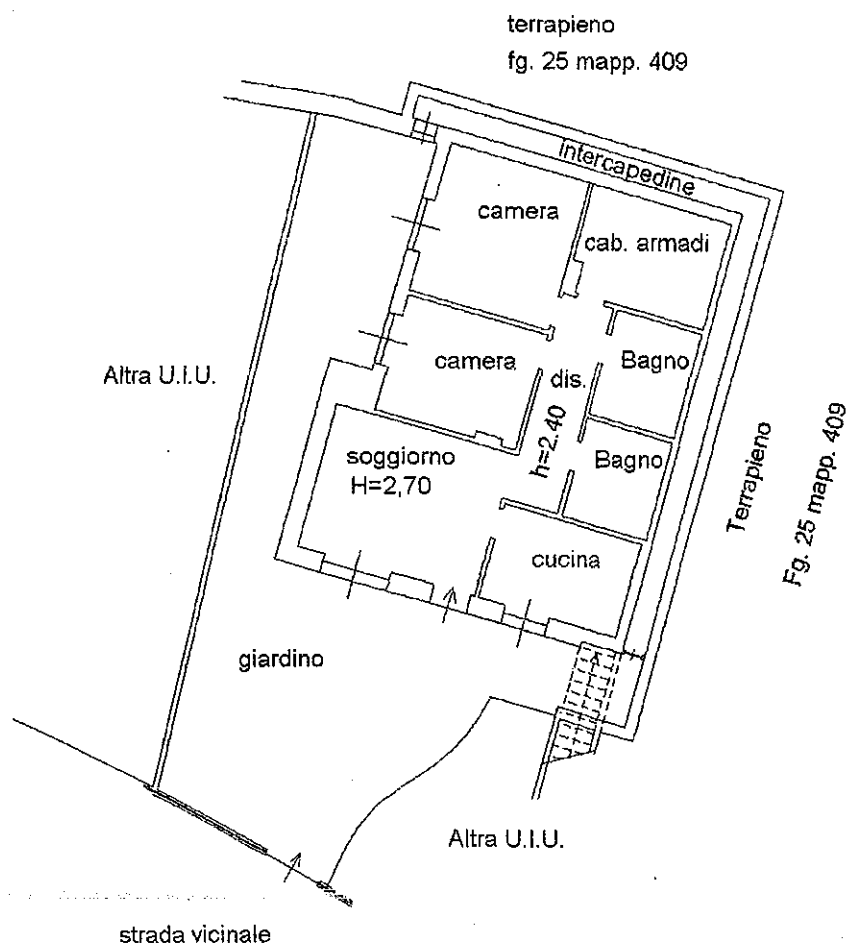 terrapieno
fg. 25 mapp. 409
intercapedine
camera
cab. armadi
Altra U.I.U.
camera
dis.
h=2.40
Bagno
soggiorno
H=2,70
Bagno
Terrapieno
Fg. 25 mapp. 409
cucina
giardino
Altra U.I.U.
strada vicinale